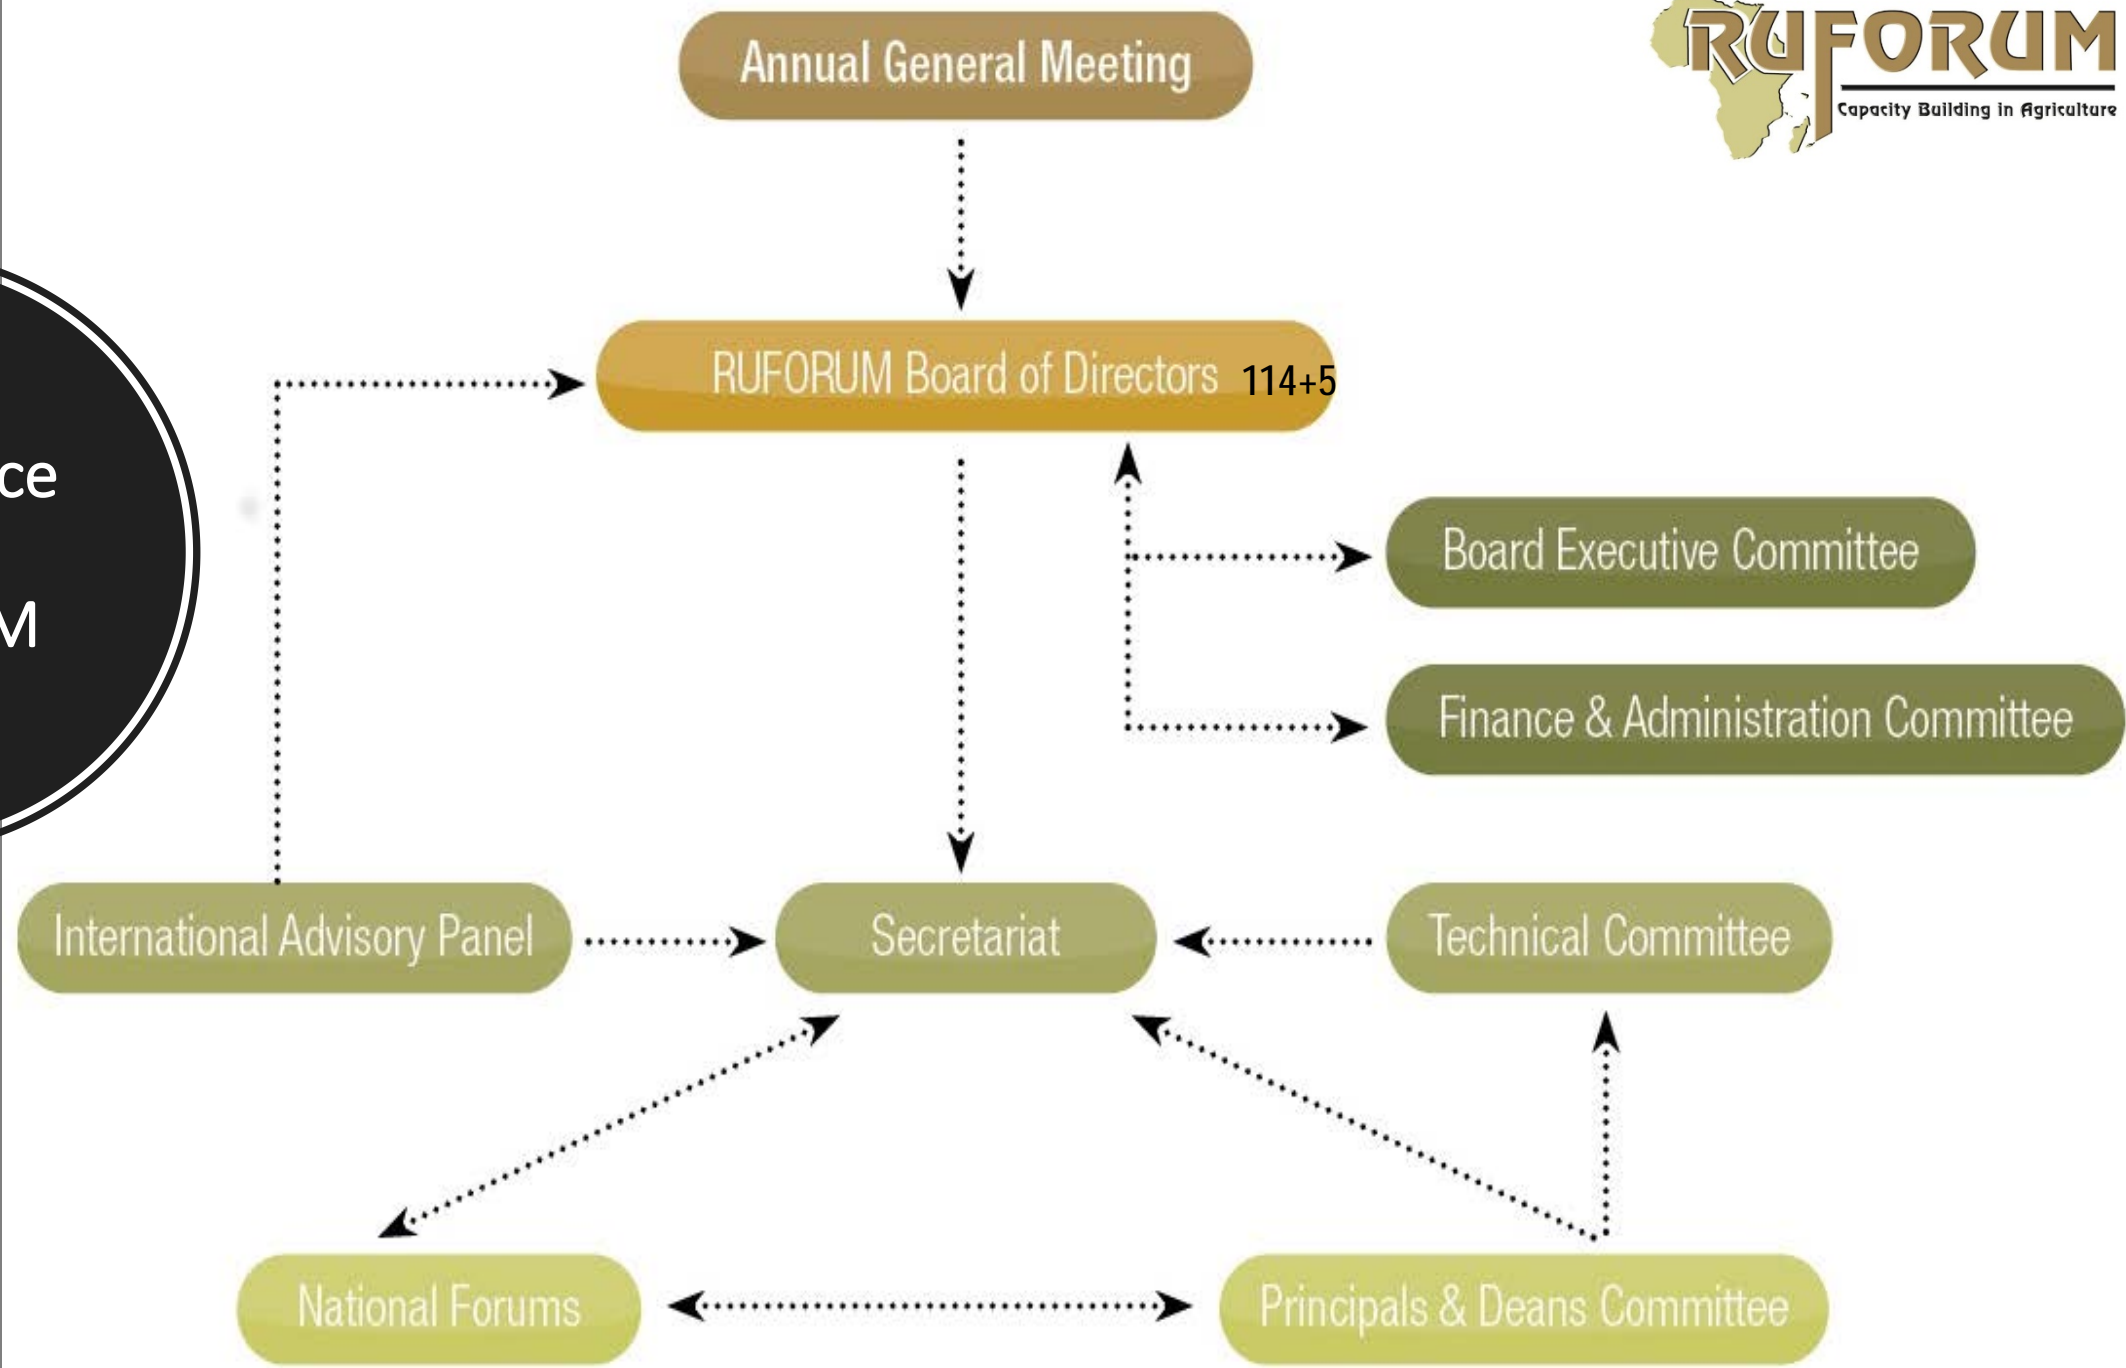 Annual General Meeting
RUFORUM
Capacity Building in Agriculture
RUFORUM Board of Directors 114+5
ce
M
Board Executive Committee
Finance & Administration Committee
International Advisory Panel
Secretariat
Technical Committee
National Forums
Principals & Deans Committee